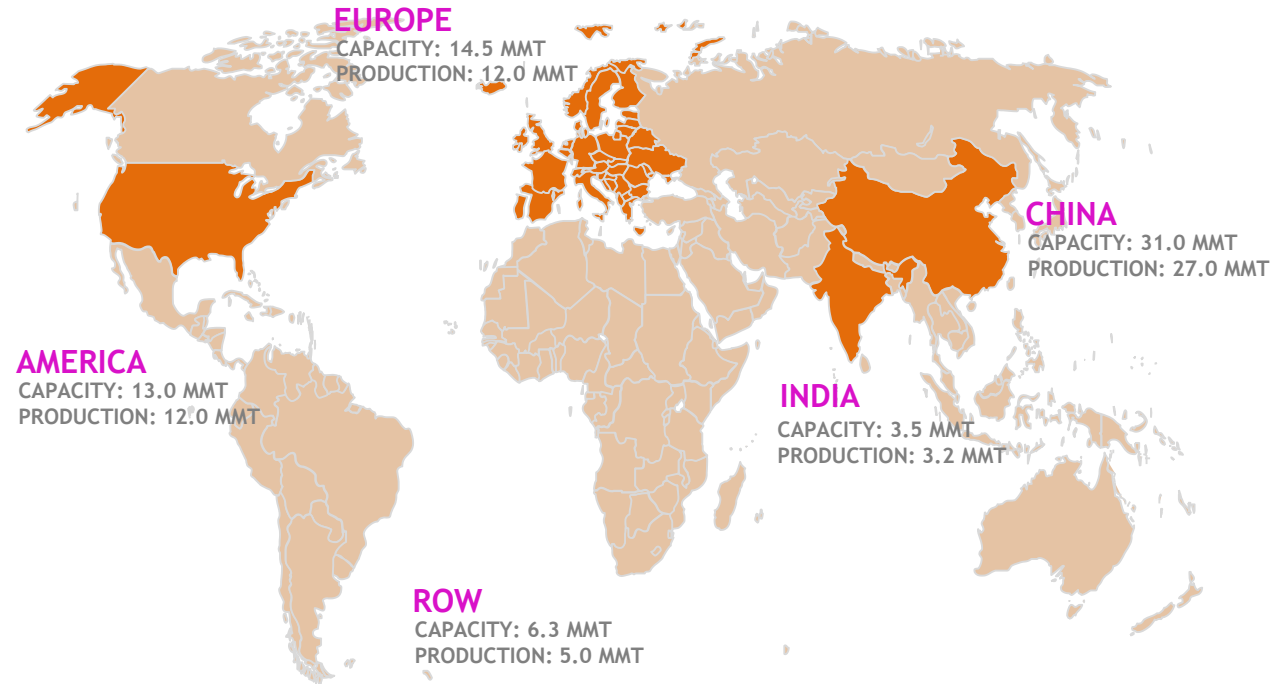 EUROPE
CAPACITY: 14.5 MMT
PRODUCTION: 12.0 MMT
CHINA
CAPACITY: 31.0 MMT
PRODUCTION: 27.0 MMT
AMERICA
CAPACITY: 13.0 MMT
PRODUCTION: 12.0 MMT
INDIA
CAPACITY: 3.5 MMT
PRODUCTION: 3.2 MMT
ROW
CAPACITY: 6.3 MMT
PRODUCTION: 5.0 MMT